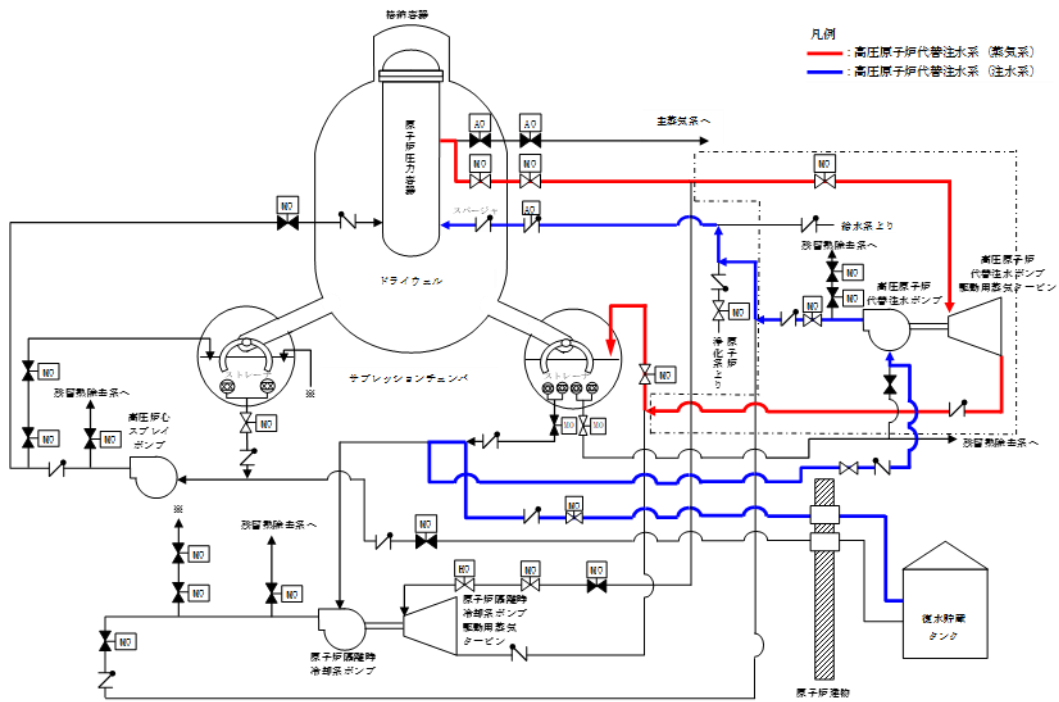 格納容器
凡例
：高圧原子炉代替注水系（蒸気系）
：高圧原子炉代替注水系（注水系）
主蒸気系へ
原子炉圧力容器
AO
AO
MO
MO
MO
MO
スパージャ
AO
給水系より
残留熱除去系へ
高圧原子炉
代替注水ポンプ
駆動用蒸気タービン
高圧原子炉
代替注水ポンプ
MO
MO
MO
MO
原子炉
浄化系より
ドライウェル
ストレーナ
ストレーナ
サプレッションチェンバ
※
MO
MO
残留熱除去系へ
高圧炉心
スプレイ
ポンプ
MO
MO
MO
MO
MO
残留熱除去系へ
※
残留熱除去系へ
MO
MO
MO
MO
MO
HO
MO
MO
原子炉隔離時
冷却系ポンプ
駆動用蒸気
タービン
MO
原子炉隔離時
冷却系ポンプ
復水貯蔵
タンク
原子炉建物